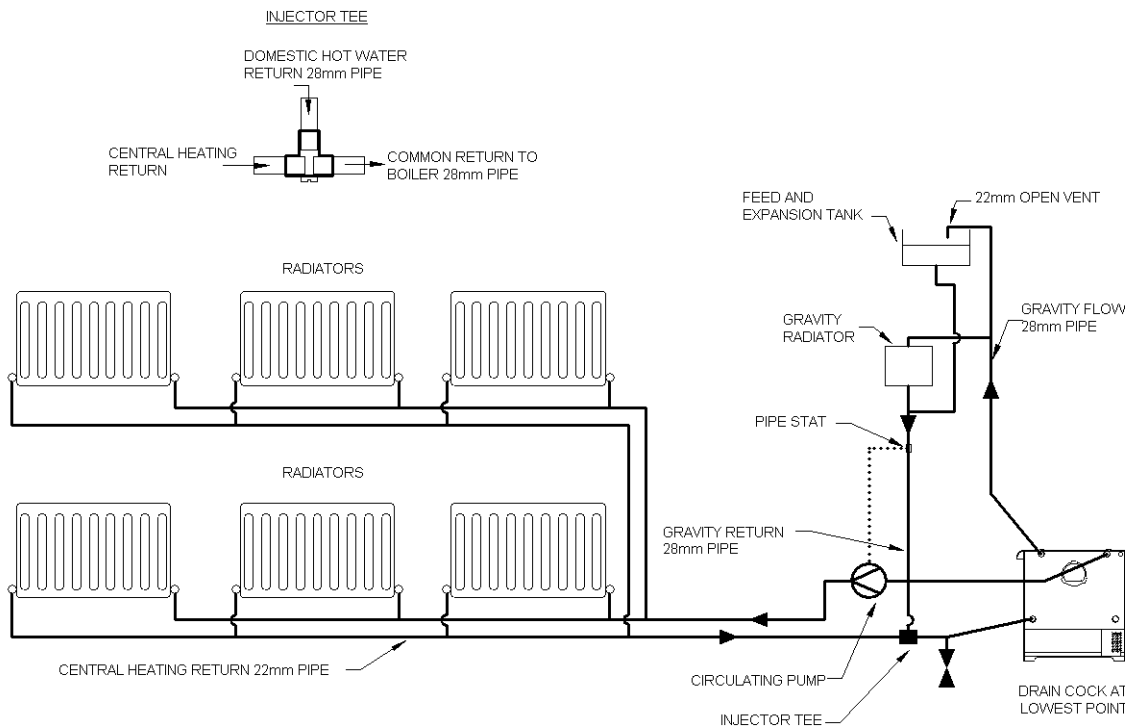 INJECTOR TEE
DOMESTIC HOT WATER
RETURN 28mm PIPE
CENTRAL HEATING
RETURN
COMMON RETURN TO
BOILER 28mm PIPE
FEED AND
EXPANSION TANK
22mm OPEN VENT
RADIATORS
GRAVITY
RADIATOR
GRAVITY FLOW
28mm PIPE
PIPE STAT
RADIATORS
GRAVITY RETURN
28mm PIPE
CENTRAL HEATING RETURN 22mm PIPE
CIRCULATING PUMP
INJECTOR TEE
DRAIN COCK AT
LOWEST POINT